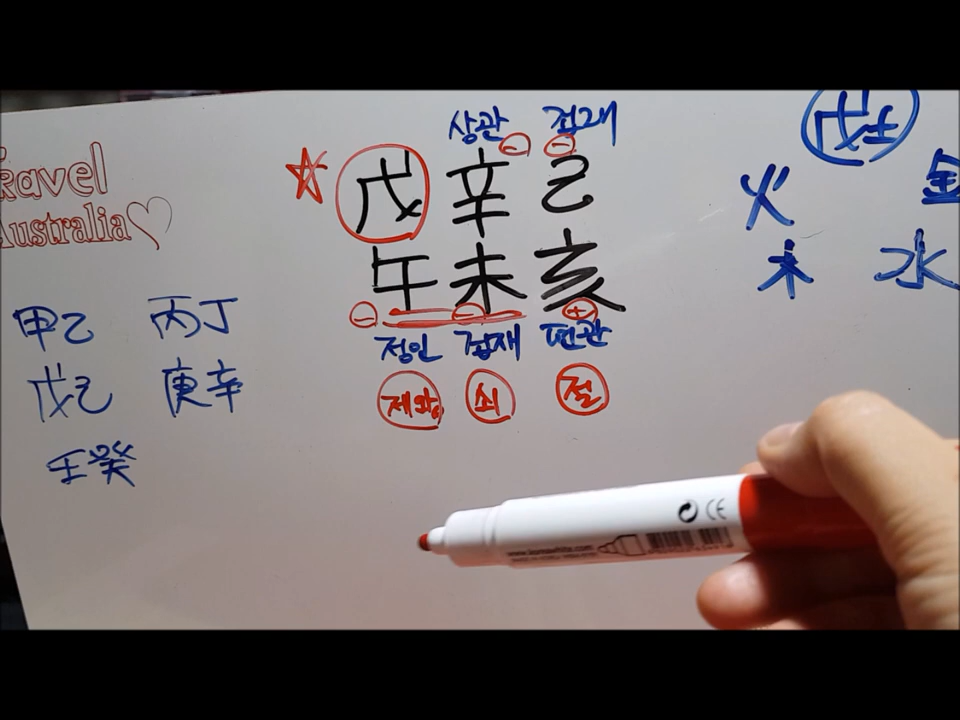 상관 겁재
戊土
Travel
Australia
戊 辛 己
火 金
午 未 亥
木 水
甲乙 丙丁
정인 겁재 편관
戊己 庚辛
제왕 쇠 절
壬癸
CE